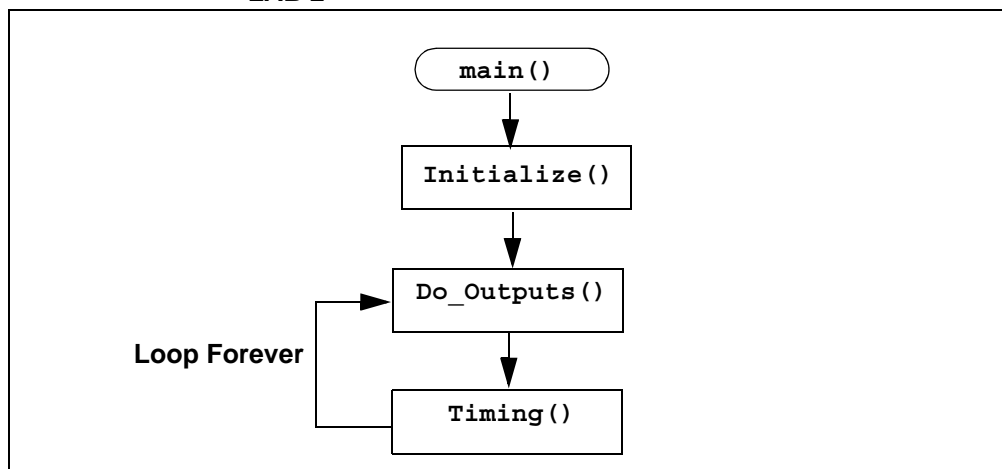 main()
Initialize()
Do_Outputs()
Loop Forever
Timing()